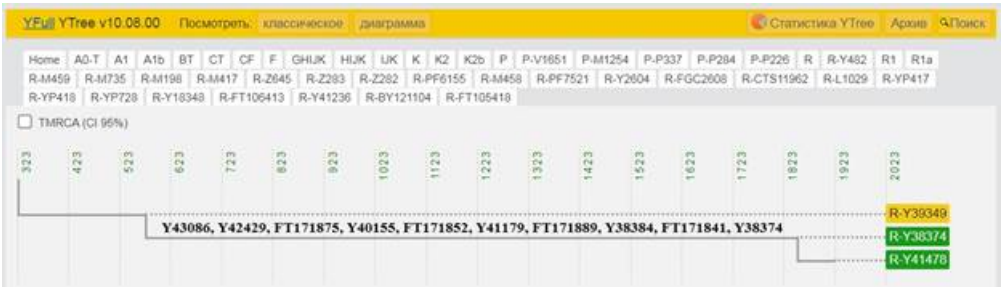 YFull YTree v10.08.00 Посмотреть: классическое диаграмма Статистика YTree Архив Поиск
Home A0-T A1 A1b BT CT CF F GHIJK HIJK IJK K K2 K2b P P-V1651 P-M1254 P-P337 P-P284 P-P226 R R-Y482 R1 R1a
R-M459 R-M735 R-M198 R-M417 R-Z645 R-Z283 R-Z282 R-PF6155 R-M458 R-PF7521 R-Y2604 R-FGC2608 R-CTS11962 R-L1029 R-YP417
R-YP418 R-YP728 R-Y18348 R-FT106413 R-Y41236 R-BY121104 R-FT105418
TMRCA (CI 95%)
323 423 523 623 723 823 923 1023 1123 1223 1323 1423 1523 1623 1723 1823 1923 2023
R-Y39349
Y43086, Y42429, FT171875, Y40155, FT171852, Y41179, FT171889, Y38384, FT171841, Y38374
R-Y38374
R-Y41478